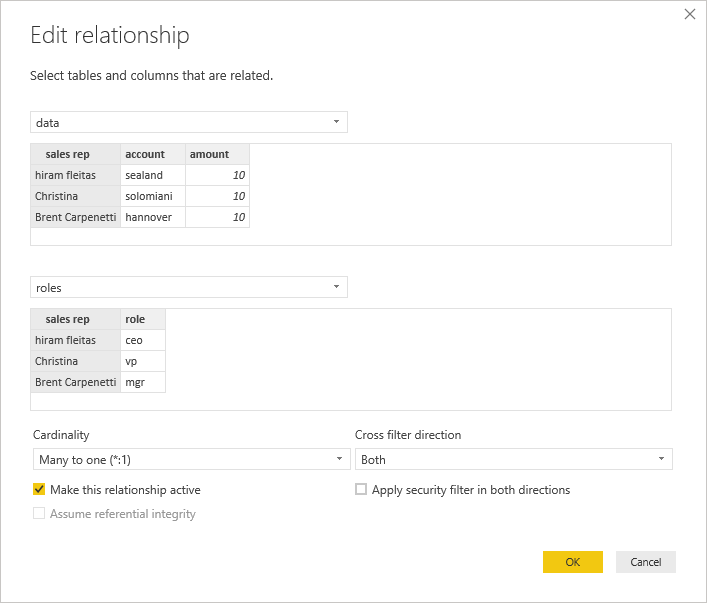 Edit relationship
Select tables and columns that are related.
data
sales rep account amount
hiram fleitas sealand 10
Christina solomiani 10
Brent Carpenetti hannover 10
roles
sales rep role
hiram fleitas ceo
Christina vp
Brent Carpenetti mgr
Cardinality Cross filter direction
Many to one (*:1) Both
Make this relationship active Apply security filter in both directions
Assume referential integrity
OK Cancel